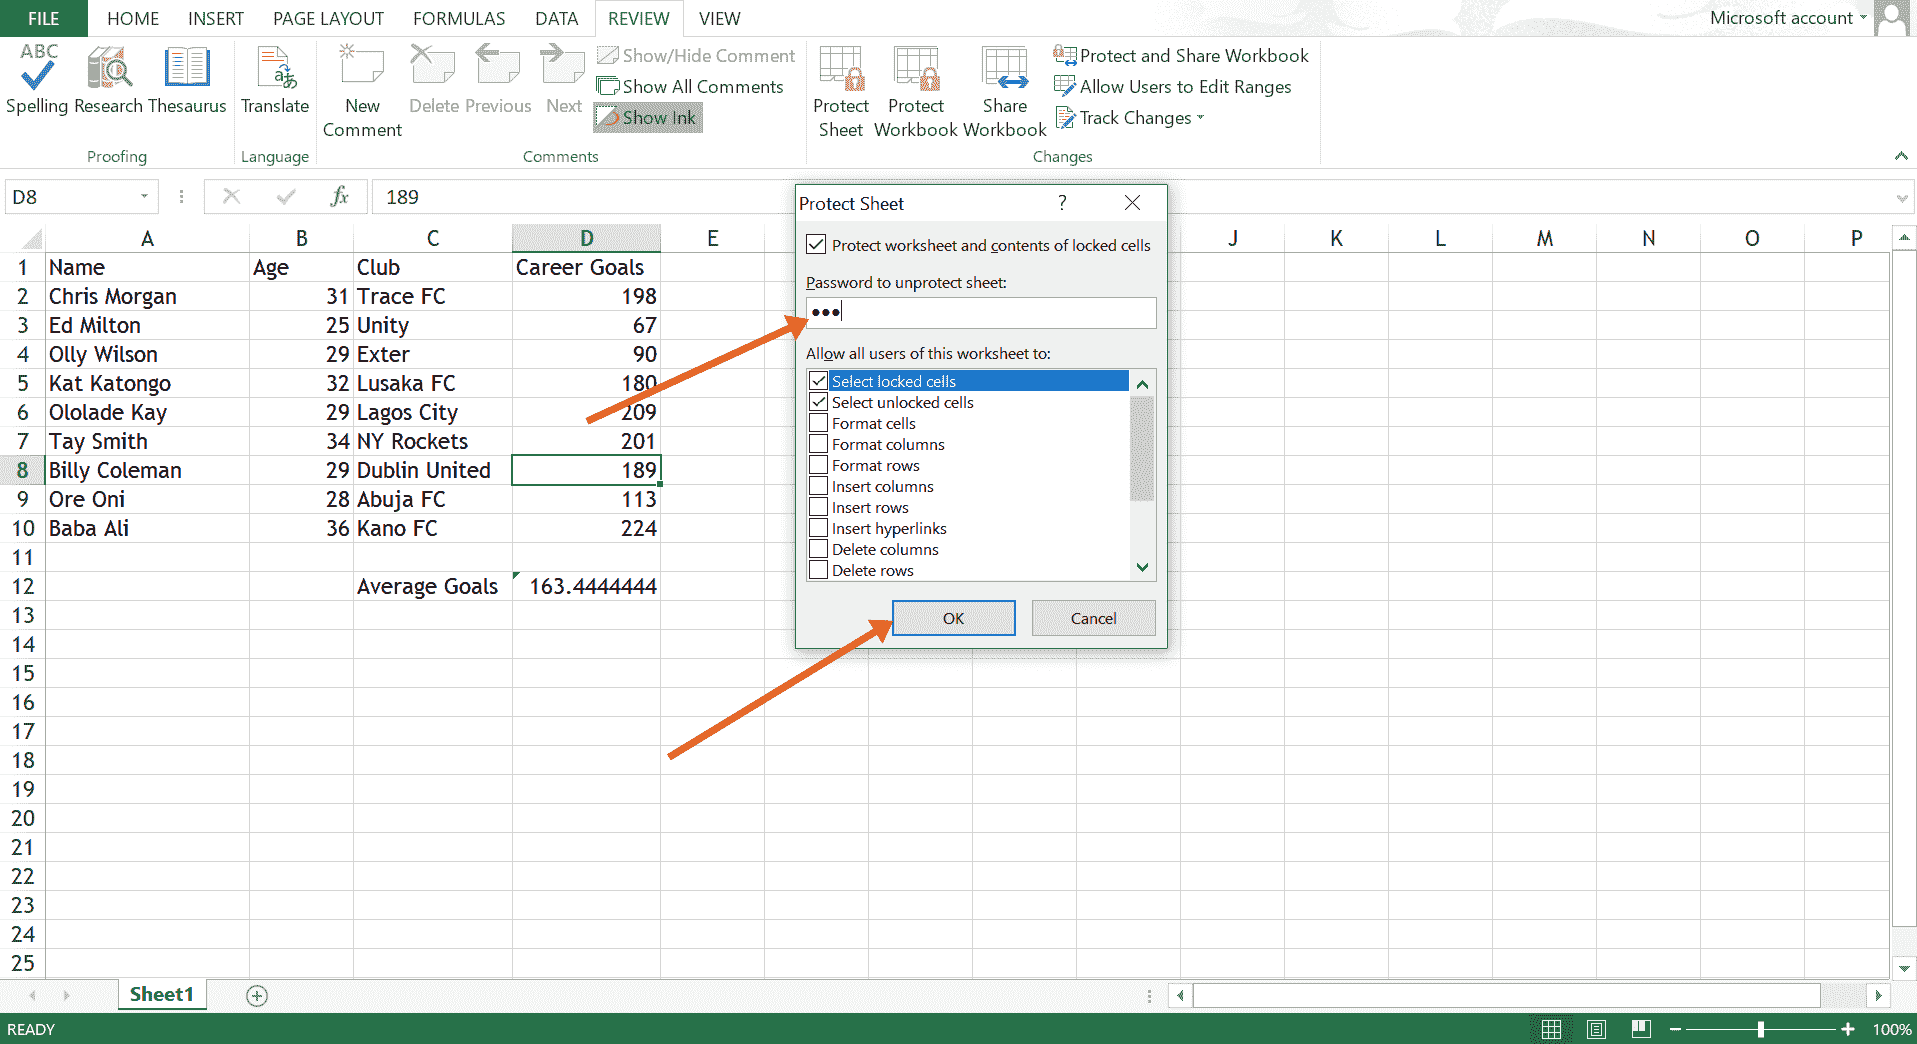 FILE HOME INSERT PAGE LAYOUT FORMULAS DATA REVIEW VIEW Microsoft account
ABC
Spelling Research Thesaurus
Proofing
Translate
Language
New Comment
Delete Previous Next
Show/Hide Comment
Show All Comments
Show Ink
Comments
Protect Sheet
Protect Workbook
Share Workbook
Protect and Share Workbook
Allow Users to Edit Ranges
Track Changes
Changes
D8 fx 189
A B C D E J K L M N O P
1 Name Age Club Career Goals
2 Chris Morgan 31 Trace FC 198
3 Ed Milton 25 Unity 67
4 Olly Wilson 29 Exter 90
5 Kat Katongo 32 Lusaka FC 180
6 Ololade Kay 29 Lagos City 209
7 Tay Smith 34 NY Rockets 201
8 Billy Coleman 29 Dublin United 189
9 Ore Oni 28 Abuja FC 113
10 Baba Ali 36 Kano FC 224
11
12 Average Goals 163.4444444
13
14
15
16
17
18
19
20
21
22
23
24
25
Protect Sheet ?
Protect worksheet and contents of locked cells
Password to unprotect sheet:
•••
Allow all users of this worksheet to:
Select locked cells
Select unlocked cells
Format cells
Format columns
Format rows
Insert columns
Insert rows
Insert hyperlinks
Delete columns
Delete rows
OK Cancel
Sheet1
READY 100%